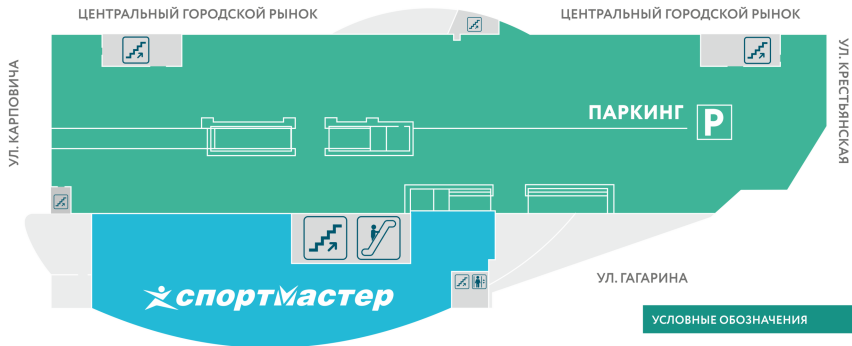 ЦЕНТРАЛЬНЫЙ ГОРОДСКОЙ РЫНОК
ЦЕНТРАЛЬНЫЙ ГОРОДСКОЙ РЫНОК
УЛ. КАРПОВИЧА
УЛ. КРЕСТЬЯНСКАЯ
ПАРКИНГ P
спортмастер
УЛ. ГАГАРИНА
УСЛОВНЫЕ ОБОЗНАЧЕНИЯ